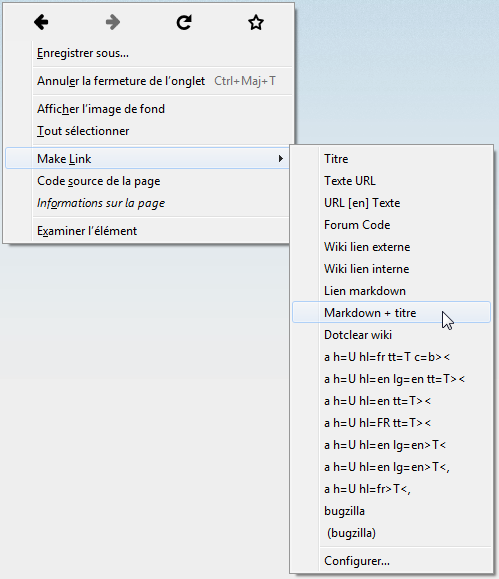 Enregistrer sous...
Annuler la fermeture de l'onglet Ctrl+Maj+T
Afficher l'image de fond
Tout sélectionner
Make Link
Code source de la page
Informations sur la page
Examiner l'élément
Titre
Texte URL
URL [en] Texte
Forum Code
Wiki lien externe
Wiki lien interne
Lien markdown
Markdown + titre
Dotclear wiki
a h=U hl=fr tt=T c=b><
a h=U hl=en lg=en tt=T><
a h=U hl=en tt=T><
a h=U hl=FR tt=T><
a h=U hl=en lg=en>T<
a h=U hl=en lg=en>T<,
a h=U hl=fr>T<,
bugzilla
(bugzilla)
Configurer...